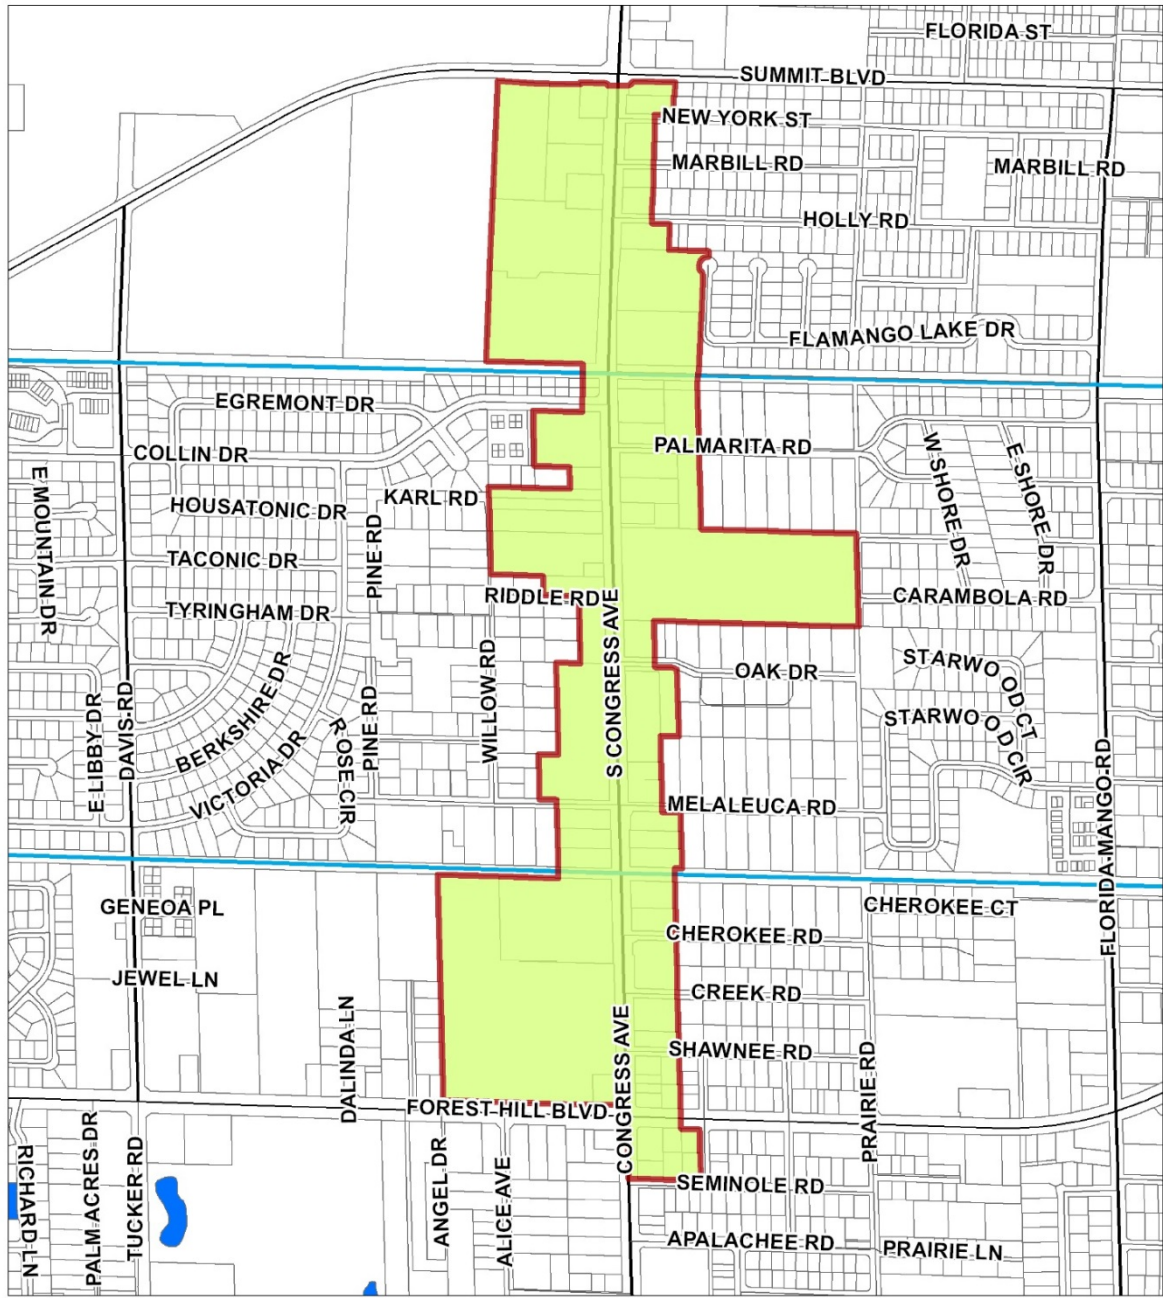 FLORIDA ST
SUMMIT BLVD
NEW YORK ST
MARBILL RD
MARBILL RD
HOLLY RD
FLAMANGO LAKE DR
EGREMONT DR
COLLIN DR
PALMARITA RD
W SHORE DR
E SHORE DR
KARL RD
HOUSATONIC DR
E MOUNTAIN DR
PINE RD
TACONIC DR
RIDDLE RD
CARAMBOLA RD
TYRINGHAM DR
S CONGRESS AVE
WILLOW RD
OAK DR
STARWO OD CT
STARWO O D CIR
BERKSHIRE DR
DAVIS RD
E LIBBY DR
VICTORIA DR
R OSE CIR
PINE RD
MELALEUCA RD
FLORIDA-MANGO RD
GENEOA PL
CHEROKEE CT
CHEROKEE RD
JEWEL LN
CREEK RD
DALINDA LN
CONGRESS AVE
SHAWNEE RD
PRAIRIE RD
FOREST HILL BLVD
RICHARD LN
PALM ACRES DR
TUCKER RD
ANGEL DR
ALICE AVE
SEMINOLE RD
APALACHEE RD
PRAIRIE LN